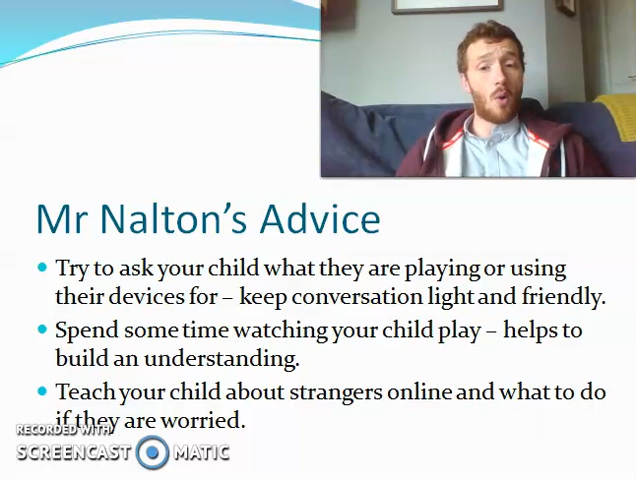 Mr Nalton’s Advice
Try to ask your child what they are playing or using
their devices for – keep conversation light and friendly.
Spend some time watching your child play – helps to
build an understanding.
Teach your child about strangers online and what to do
if they are worried.
RECORDED WITH
SCREENCAST MATIC